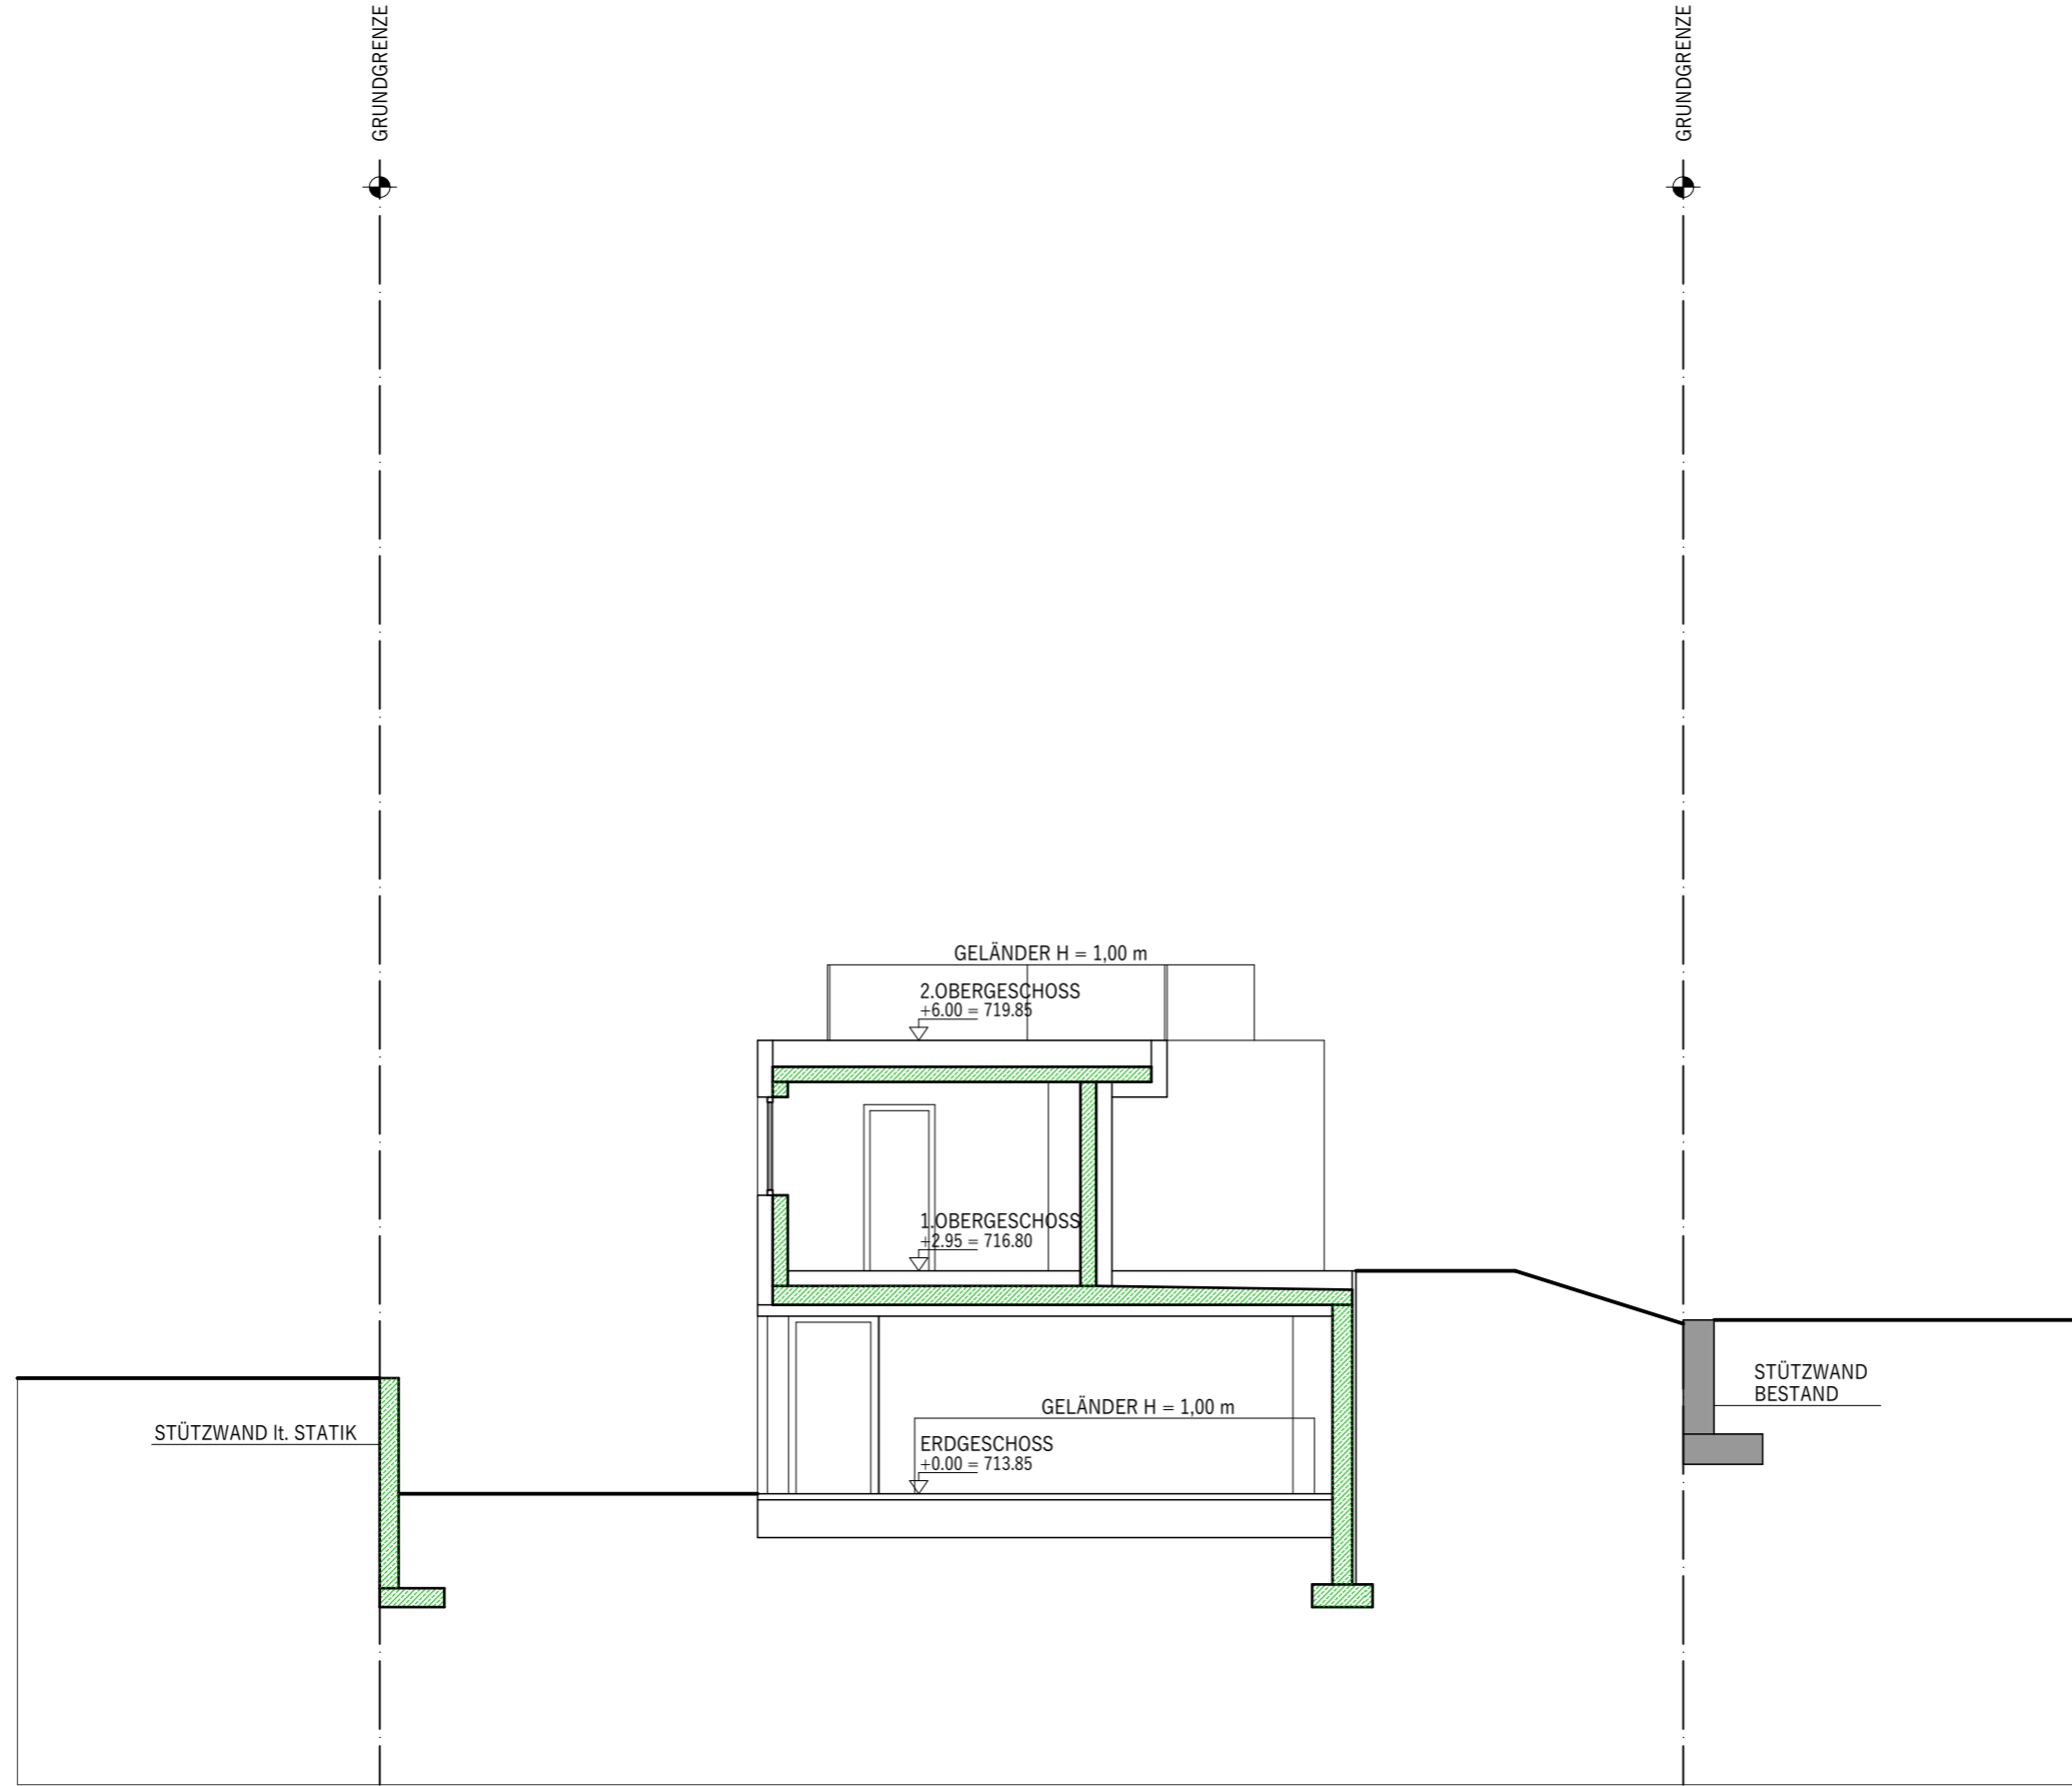 GRUNDGRENZE
GRUNDGRENZE
GELÄNDER H = 1,00 m
2.OBERGESCHOSS
+6.00 = 719.85
1.OBERGESCHOSS
+2.95 = 716.80
STÜTZWAND
BESTAND
GELÄNDER H = 1,00 m
STÜTZWAND lt. STATIK
ERDGESCHOSS
+0.00 = 713.85